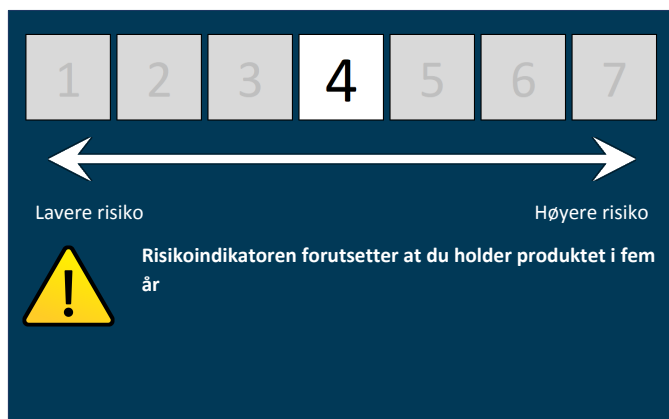 1 2 3 4 5 6 7
Lavere risiko Høyere risiko
Risikoindikatoren forutsetter at du holder produktet i fem
år